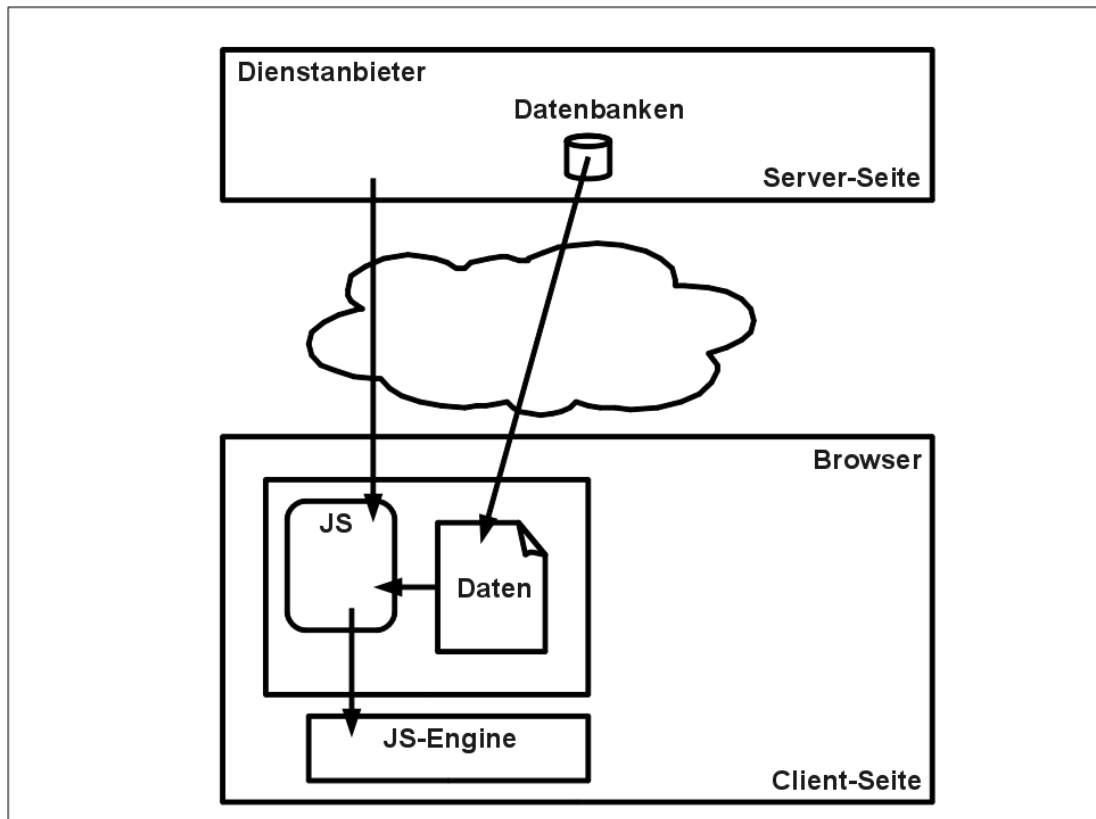 Dienstanbieter
Datenbanken
Server-Seite
Browser
JS
Daten
JS-Engine
Client-Seite